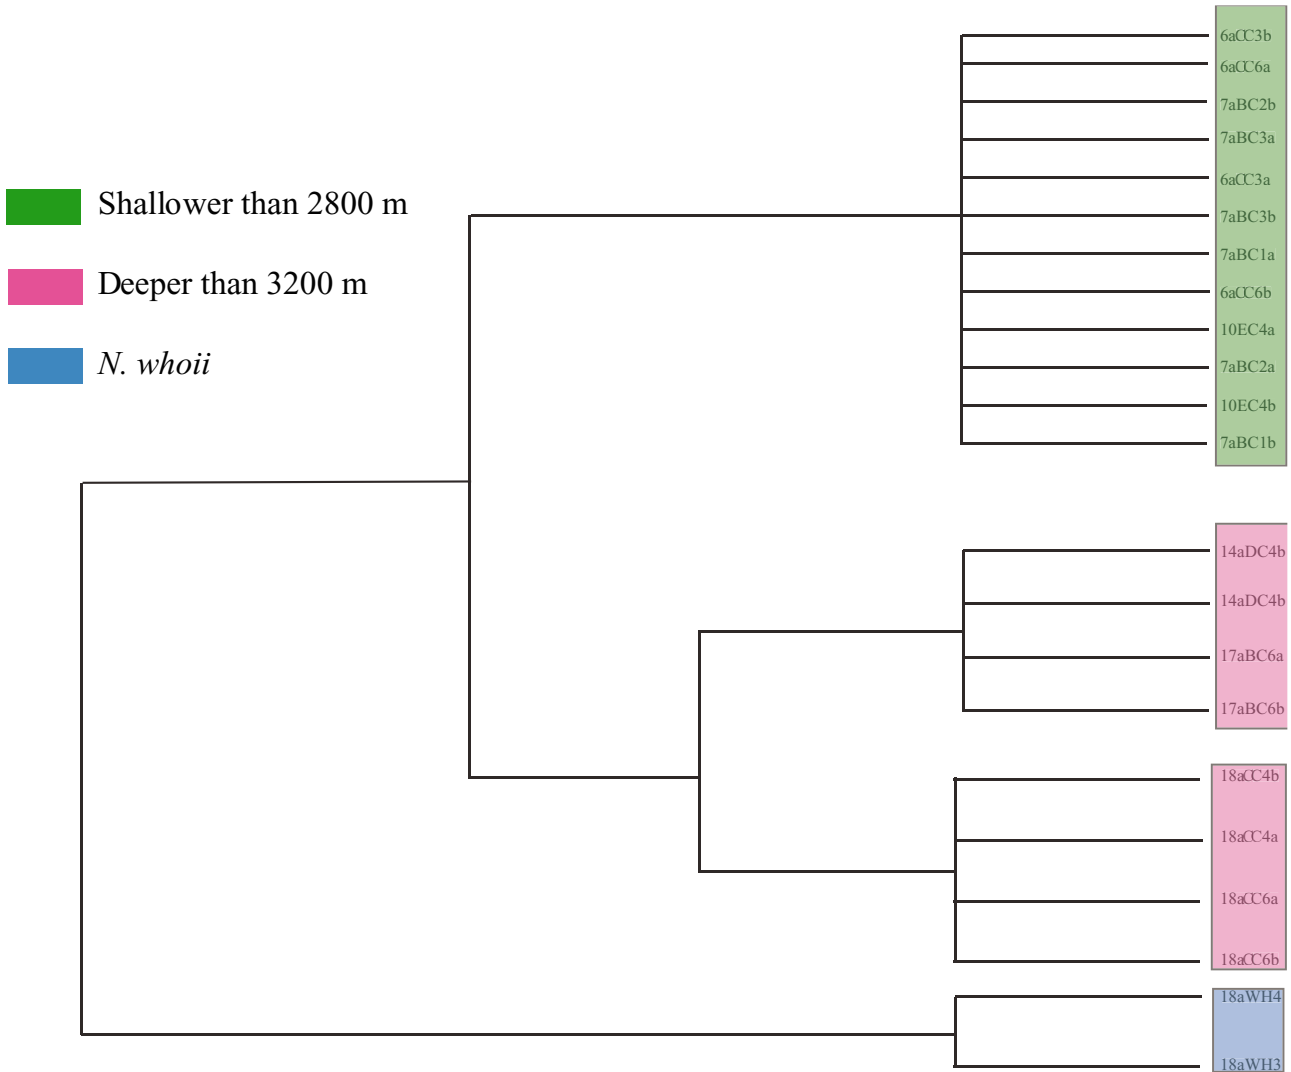 Shallower than 2800 m
Deeper than 3200 m
N. whoii
6aCC3b
6aCC6a
7aBC2b
7aBC3a
6aCC3a
7aBC3b
7aBC1a
6aCC6b
10EC4a
7aBC2a
10EC4b
7aBC1b
14aDC4b
14aDC4b
17aBC6a
17aBC6b
18aCC4b
18aCC4a
18aCC6a
18aCC6b
18aWH4
18aWH3